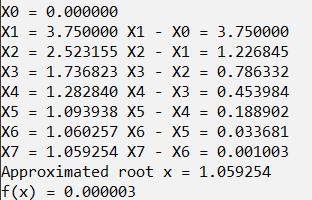 X0 = 0.000000
X1 = 3.750000 X1 - X0 = 3.750000
X2 = 2.523155 X2 - X1 = 1.226845
X3 = 1.736823 X3 - X2 = 0.786332
X4 = 1.282840 X4 - X3 = 0.453984
X5 = 1.093938 X5 - X4 = 0.188902
X6 = 1.060257 X6 - X5 = 0.033681
X7 = 1.059254 X7 - X6 = 0.001003
Approximated root x = 1.059254
f(x) = 0.000003